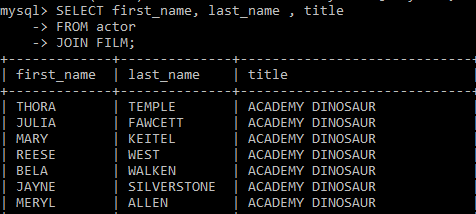 mysql> SELECT first_name, last_name , title
-> FROM actor
-> JOIN FILM;
+------------+-------------+------------------------
| first_name | last_name | title
+------------+-------------+------------------------
| THORA | TEMPLE | ACADEMY DINOSAUR
| JULIA | FAWCETT | ACADEMY DINOSAUR
| MARY | KEITEL | ACADEMY DINOSAUR
| REESE | WEST | ACADEMY DINOSAUR
| BELA | WALKEN | ACADEMY DINOSAUR
| JAYNE | SILVERSTONE | ACADEMY DINOSAUR
| MERYL | ALLEN | ACADEMY DINOSAUR